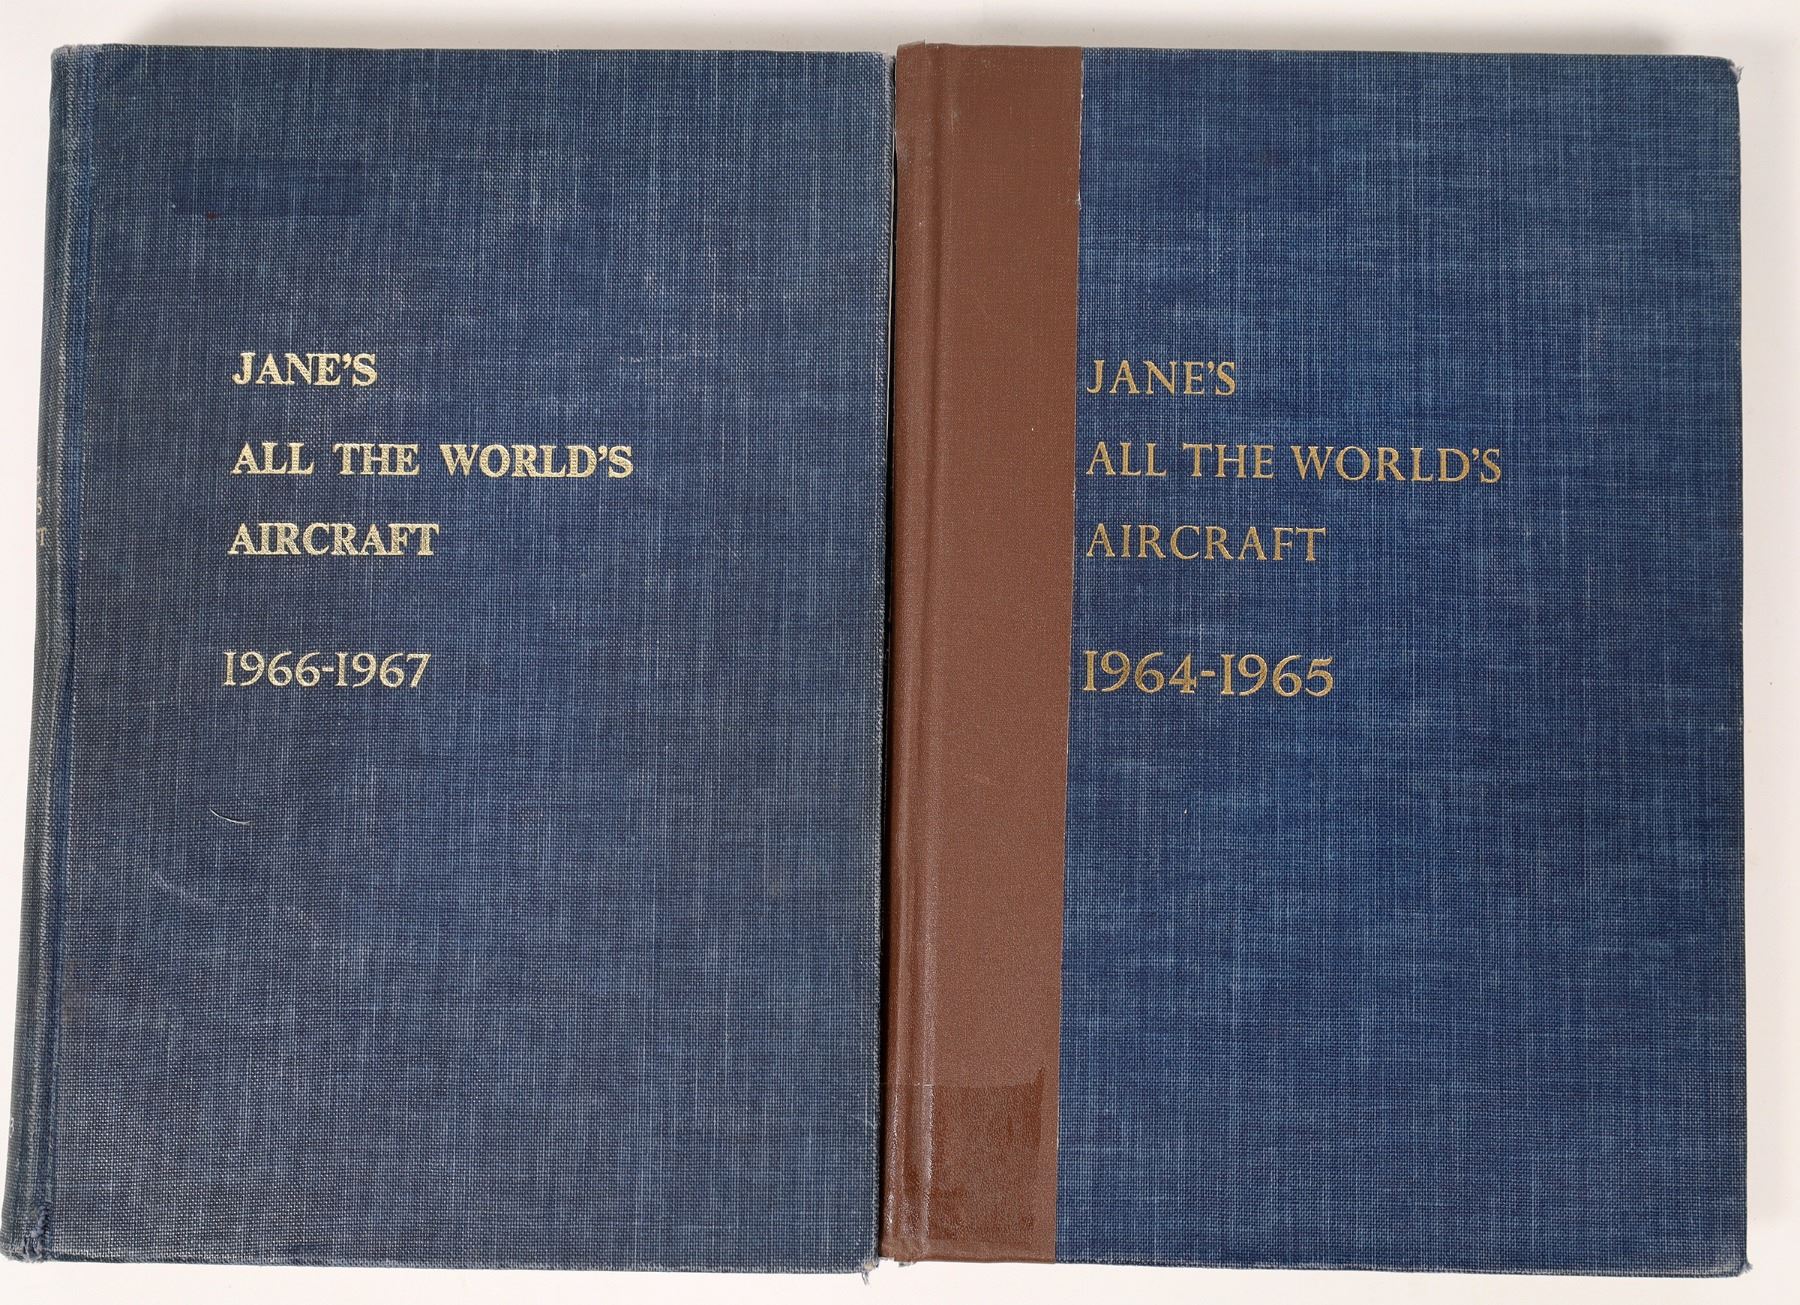 JANE'S
ALL THE WORLD'S
AIRCRAFT
1966-1967
JANE'S
ALL THE WORLD'S
AIRCRAFT
1964-1965